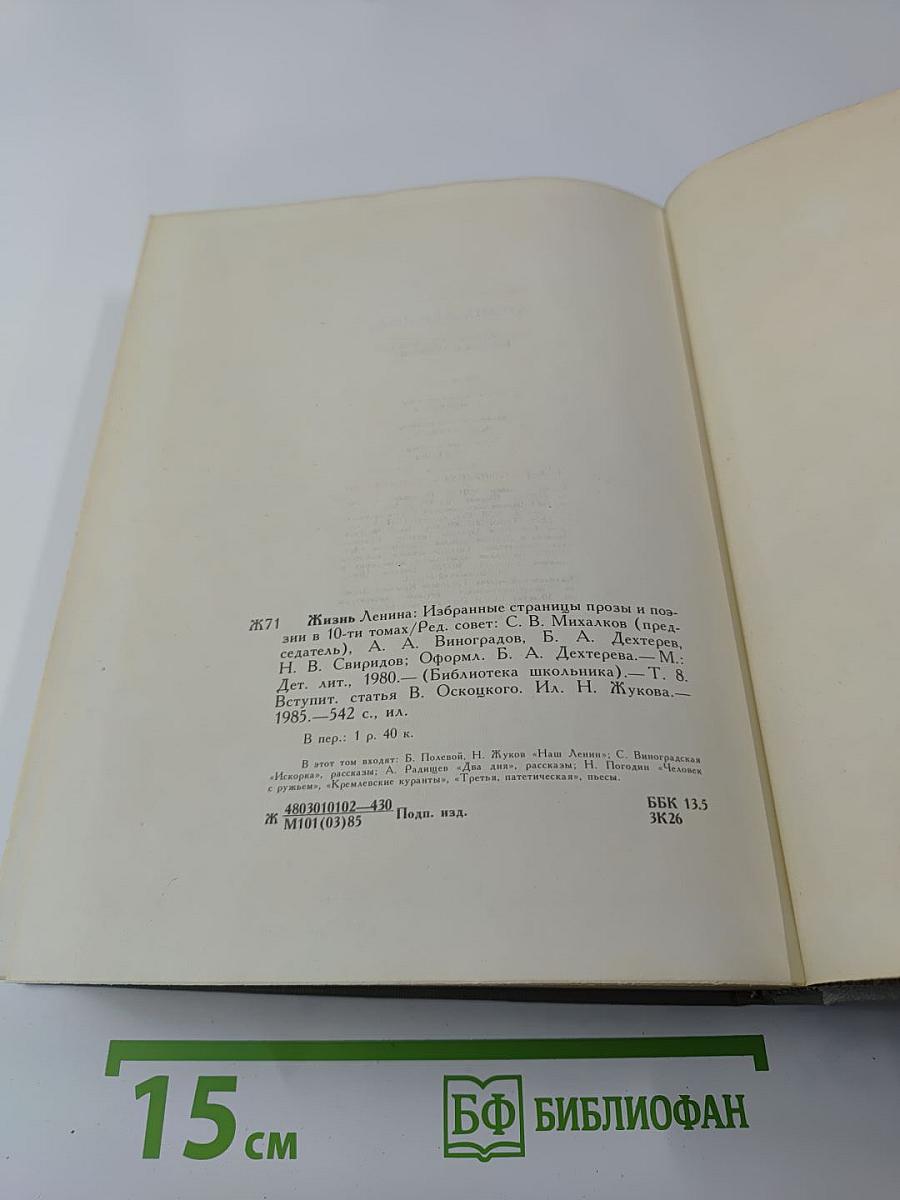 Ж71 Жизнь Ленина: Избранные страницы прозы и поэ-
зии в 10-ти томах/Ред. совет: С. В. Михалков (пред-
седатель), А. А. Виноградов, Б. А. Дехтерев,
Н. В. Свиридов; Оформл. Б. А. Дехтерева.— М.:
Дет. лит., 1980.— (Библиотека школьника).— Т. 8.
Вступит. статья В. Оскоцкого. Ил. Н. Жукова.—
1985.—542 с., ил.
В пер.: 1 р. 40 к.
В этот том входят: Б. Полевой, Н. Жуков «Наш Ленин»; С. Виноградская
«Искорка», рассказы; А. Радищев «Два дня», рассказы; Н. Погодин «Человек
с ружьем», «Кремлевские куранты», «Третья, патетическая», пьесы.
Ж 4803010102—430 Подп. изд.
М101(03)85
ББК 13.5
3К26
15 см
БФ БИБЛИОФАН